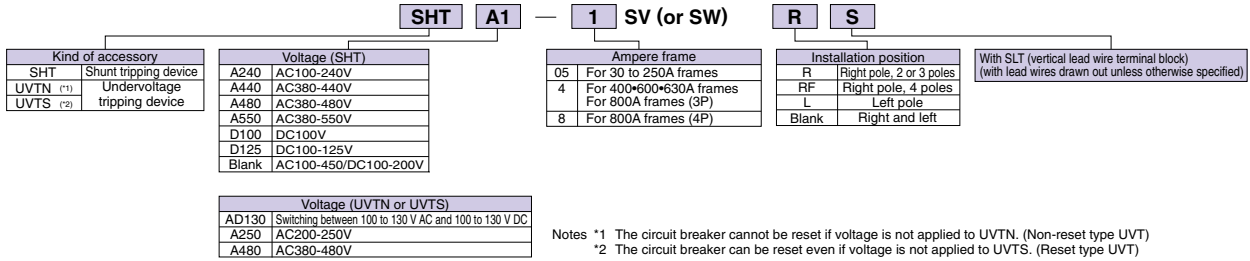 SHT A1 — 1 SV (or SW) R S
Kind of accessory
SHT Shunt tripping device
UVTN (*1) Undervoltage
UVTS (*2) tripping device
Voltage (SHT)
A240 AC100-240V
A440 AC380-440V
A480 AC380-480V
A550 AC380-550V
D100 DC100V
D125 DC100-125V
Blank AC100-450/DC100-200V
Ampere frame
05 For 30 to 250A frames
4 For 400•600•630A frames
For 800A frames (3P)
8 For 800A frames (4P)
Installation position
R Right pole, 2 or 3 poles
RF Right pole, 4 poles
L Left pole
Blank Right and left
With SLT (vertical lead wire terminal block)
(with lead wires drawn out unless otherwise specified)
Voltage (UVTN or UVTS)
AD130 Switching between 100 to 130 V AC and 100 to 130 V DC
A250 AC200-250V
A480 AC380-480V
Notes *1 The circuit breaker cannot be reset if voltage is not applied to UVTN. (Non-reset type UVT)
*2 The circuit breaker can be reset even if voltage is not applied to UVTS. (Reset type UVT)